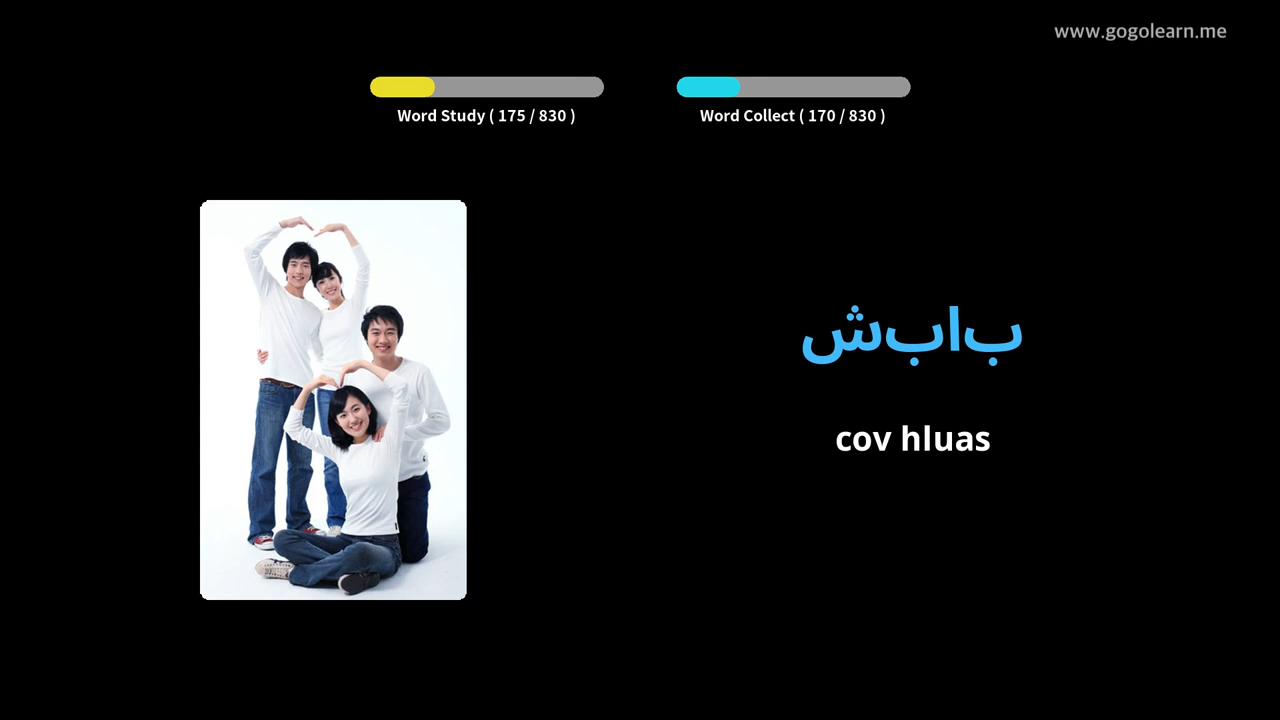 www.gogolearn.me
Word Study ( 175 / 830 )
Word Collect ( 170 / 830 )
شباب
cov hluas